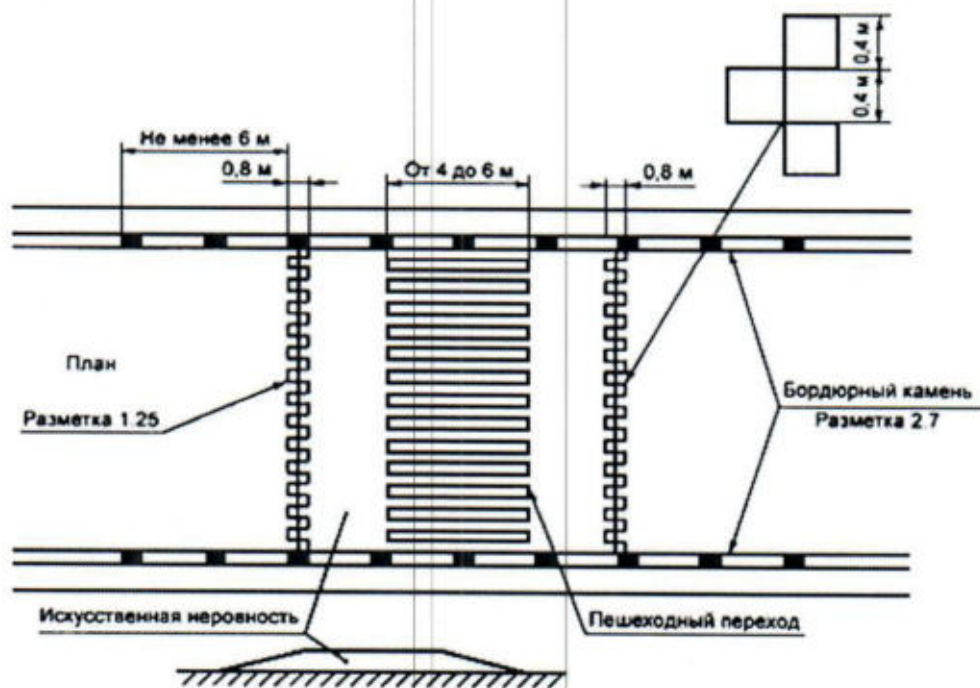 0,4 м
0,4 м
Не менее 6 м
0,8 м
От 4 до 6 м
0,8 м
План
Разметка 1.25
Бордюрный камень
Разметка 2.7
Искусственная неровность
Пешеходный переход